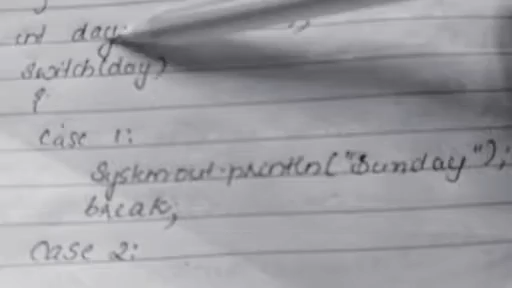 int day;
switch(day)
{
case 1:
System.out.println("Sunday");
break;
case 2: